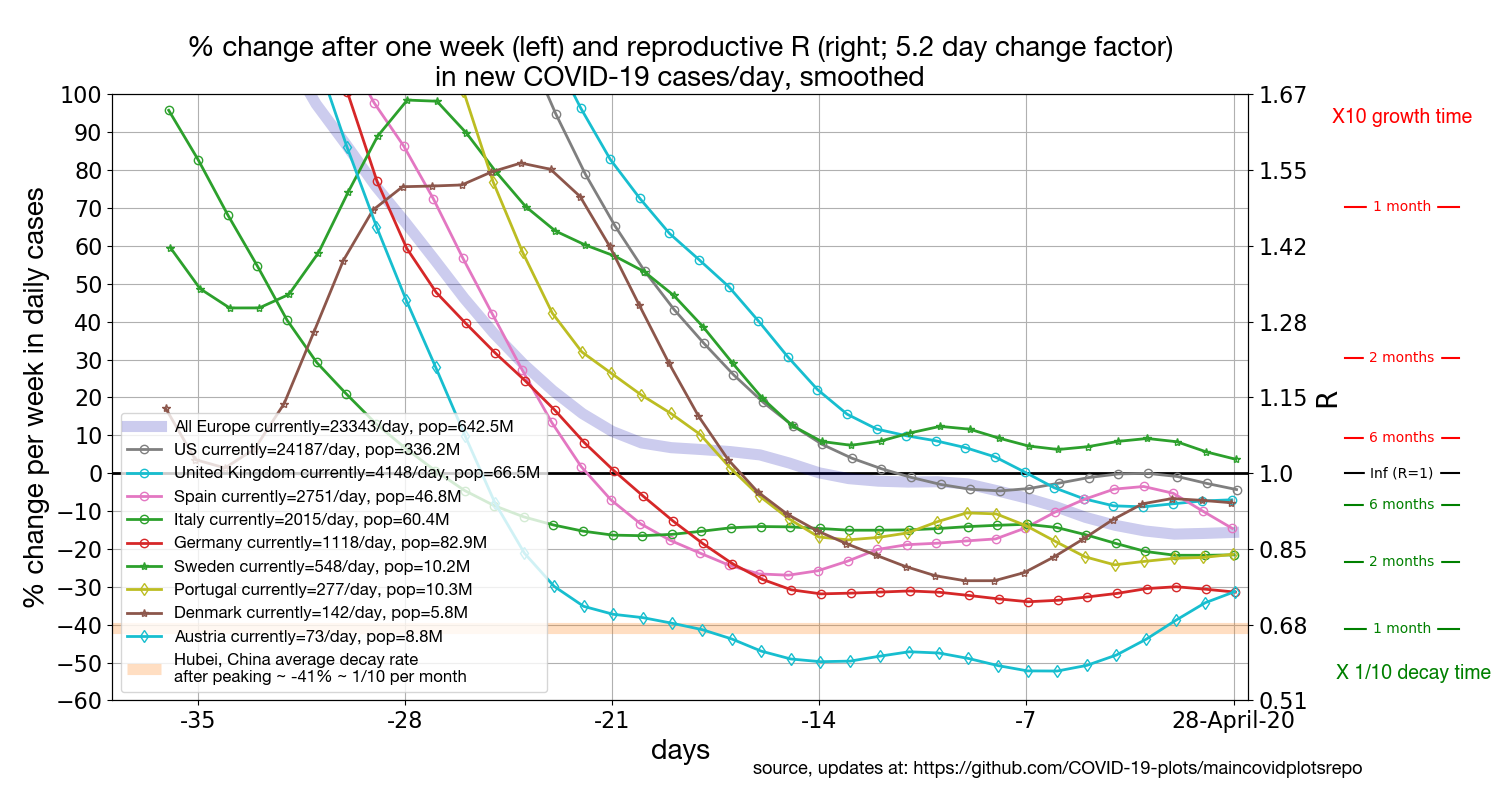 % change after one week (left) and reproductive R (right; 5.2 day change factor)
in new COVID-19 cases/day, smoothed
% change per week in daily cases
100
90
80
70
60
50
40
30
20
10
0
−10
−20
−30
−40
−50
−60
All Europe currently=23343/day, pop=642.5M
US currently=24187/day, pop=336.2M
United Kingdom currently=4148/day, pop=66.5M
Spain currently=2751/day, pop=46.8M
Italy currently=2015/day, pop=60.4M
Germany currently=1118/day, pop=82.9M
Sweden currently=548/day, pop=10.2M
Portugal currently=277/day, pop=10.3M
Denmark currently=142/day, pop=5.8M
Austria currently=73/day, pop=8.8M
Hubei, China average decay rate
after peaking ~ -41% ~ 1/10 per month
-35
-28
-21
-14
-7
28-April-20
days
1.67
1.55
1.42
1.28
1.15
1.0
0.85
0.68
0.51
R
X10 growth time
1 month
2 months
6 months
Inf (R=1)
6 months
2 months
1 month
X 1/10 decay time
source, updates at: https://github.com/COVID-19-plots/maincovidplotsrepo